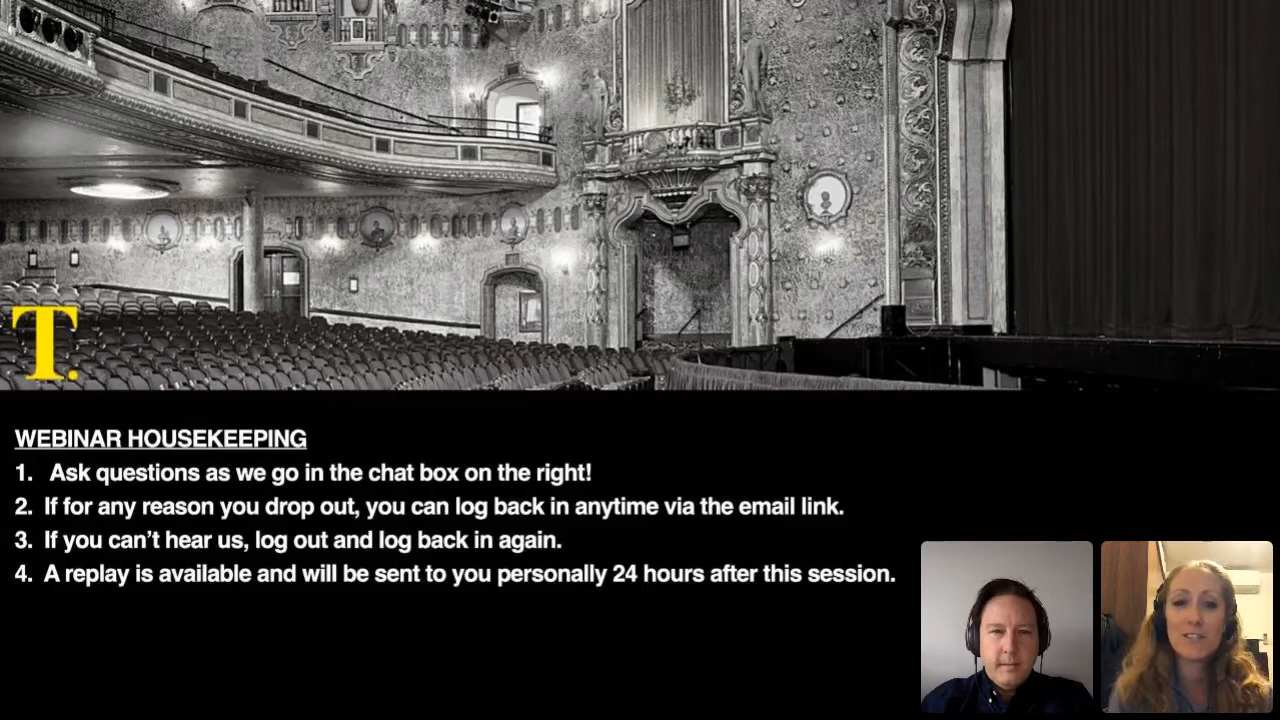 T.
WEBINAR HOUSEKEEPING
1. Ask questions as we go in the chat box on the right!
2. If for any reason you drop out, you can log back in anytime via the email link.
3. If you can’t hear us, log out and log back in again.
4. A replay is available and will be sent to you personally 24 hours after this session.